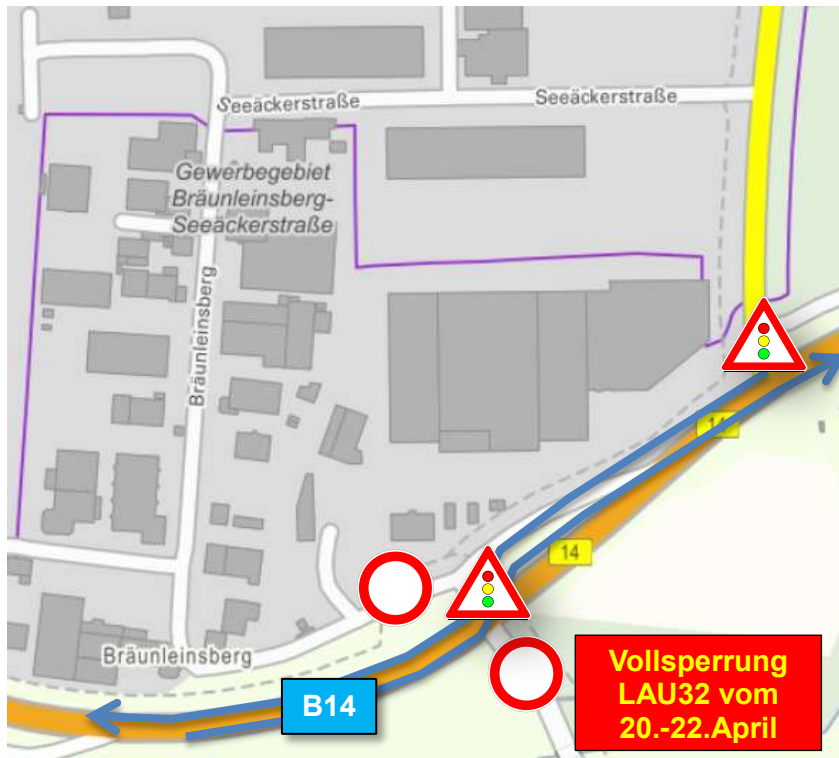 Seeäckerstraße
Seeäckerstraße
Gewerbegebiet
Bräunleinsberg-
Seeäckerstraße
Bräunleinsberg
14
14
Bräunleinsberg
B14
Vollsperrung
LAU32 vom
20.-22.April